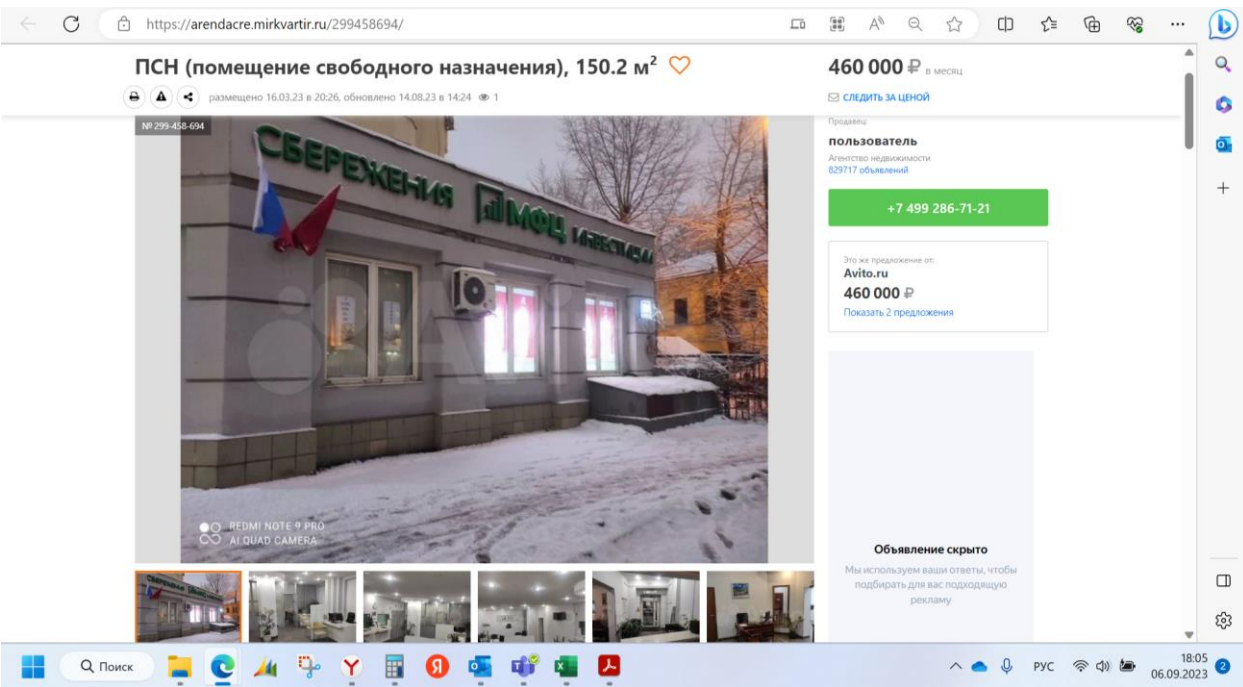 https://arendacre.mirkvartir.ru/299458694/
ПСН (помещение свободного назначения), 150.2 м²
460 000 ₽ в месяц
размещено 16.03.23 в 20:26, обновлено 14.08.23 в 14:24 1
СЛЕДИТЬ ЗА ЦЕНОЙ
№ 299-458-694
СБЕРЕЖЕНИЯ МФЦ ИНВЕСТИЦИИ
Avito
REDMI NOTE 9 PRO
AI QUAD CAMERA
Продавец:
пользователь
Агентство недвижимости
829717 объявлений
+7 499 286-71-21
Это же предложение от:
Avito.ru
460 000 ₽
Показать 2 предложения
Объявление скрыто
Мы используем ваши ответы, чтобы
подбирать для вас подходящую
рекламу
Поиск
РУС
18:05
06.09.2023
2